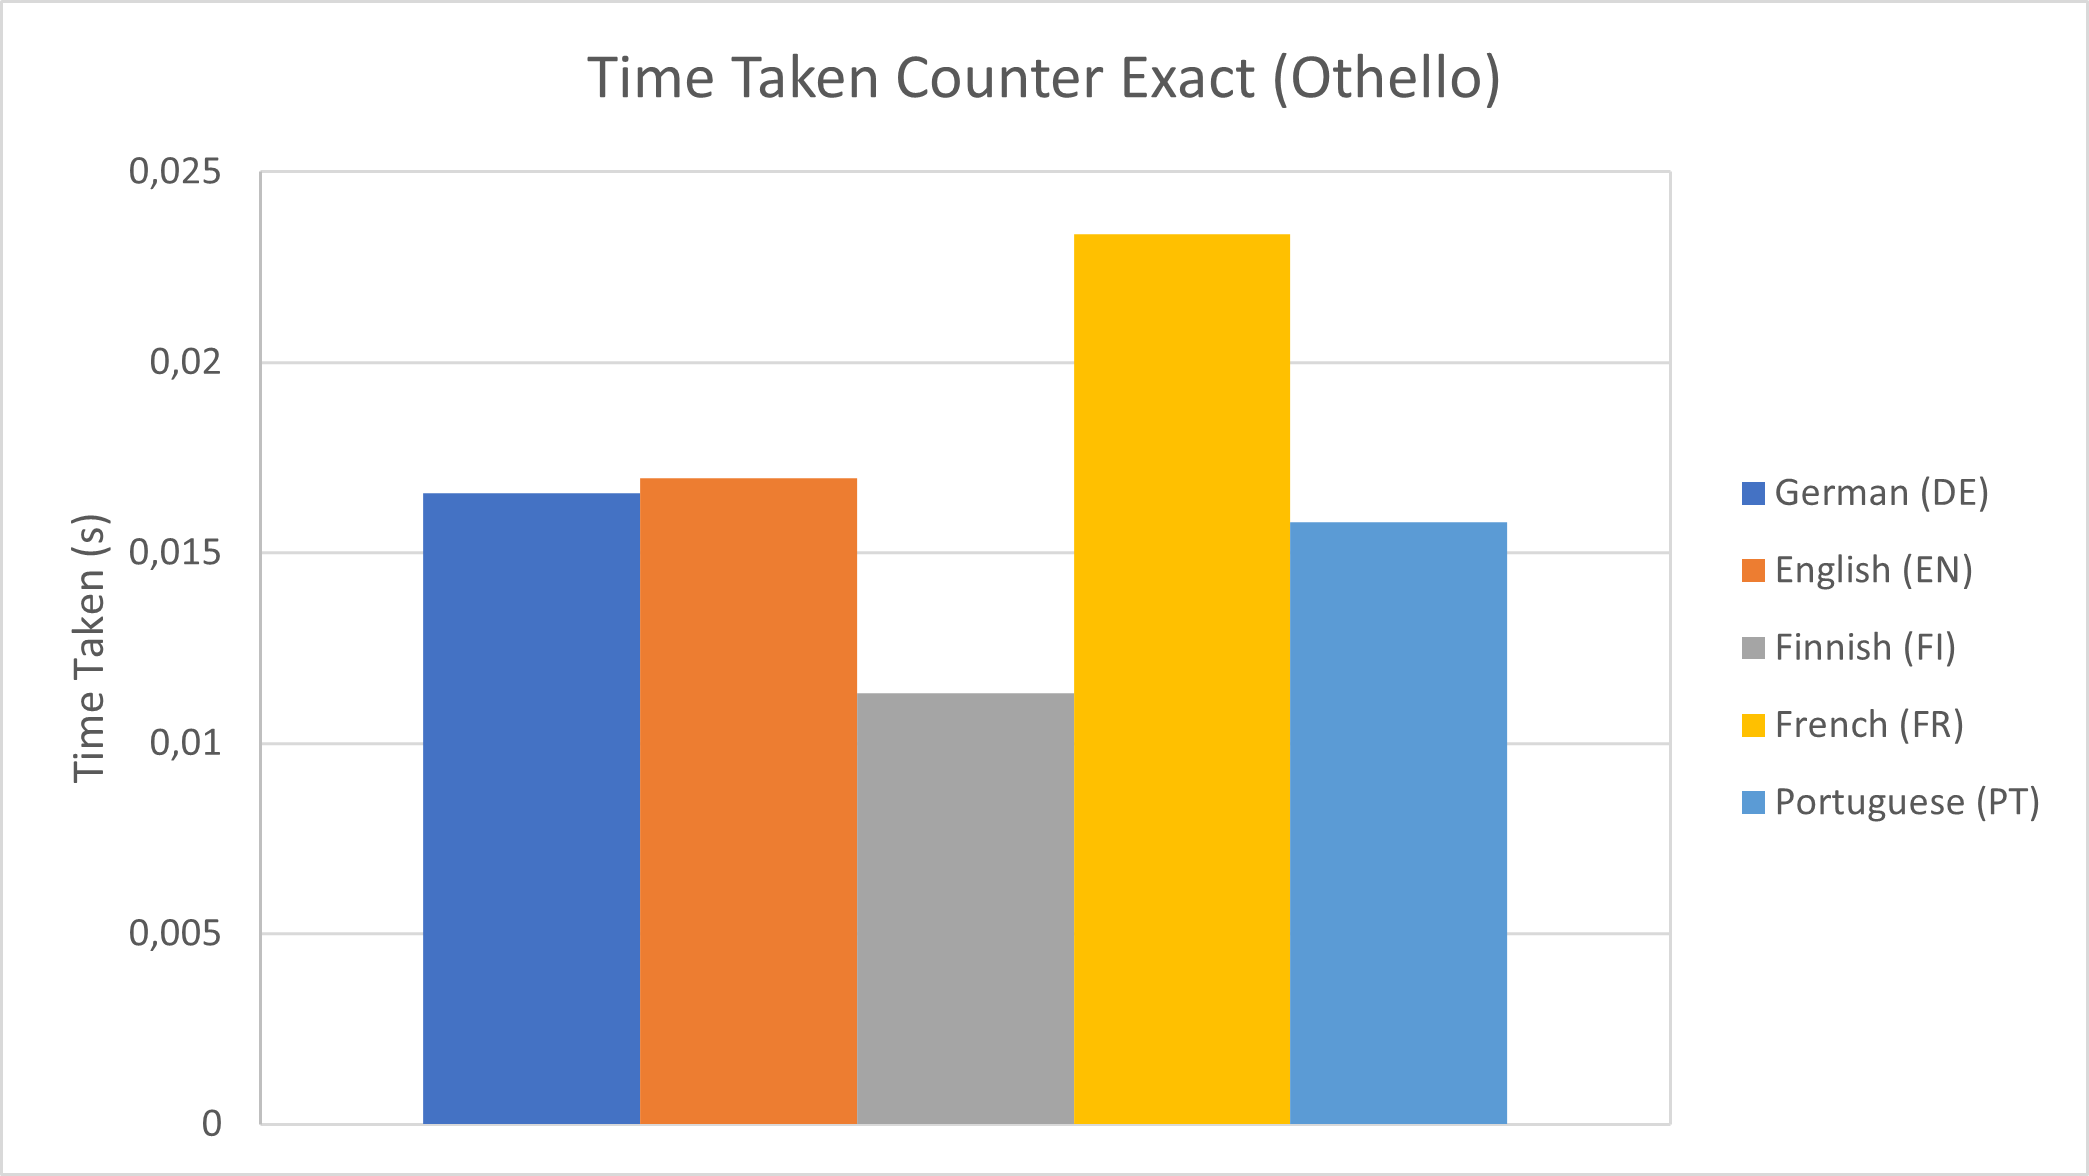 Time Taken Counter Exact (Othello)
0,025
0,02
0,015
0,01
0,005
0
Time Taken (s)
German (DE)
English (EN)
Finnish (FI)
French (FR)
Portuguese (PT)